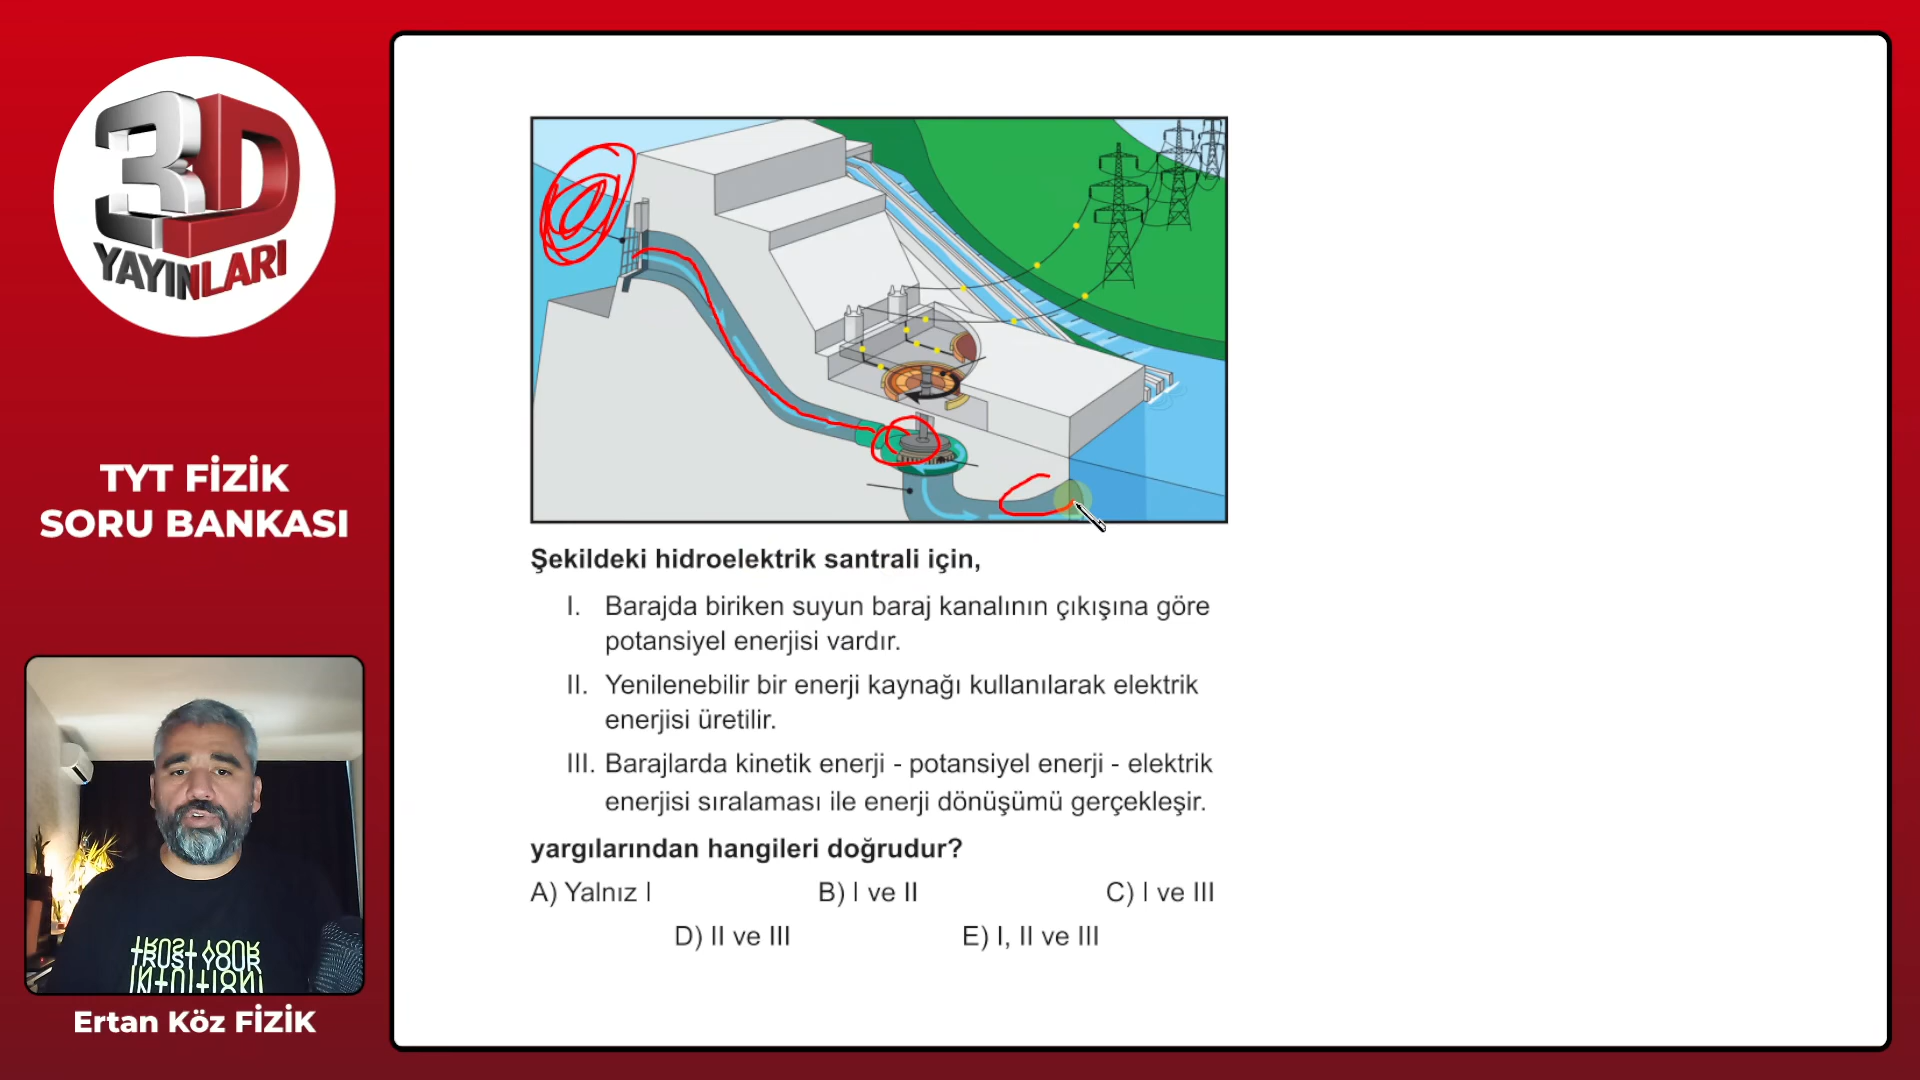 3D
YAYINLARI
TYT FİZİK
SORU BANKASI
TRUST YOUR
Ertan Köz FİZİK
Şekildeki hidroelektrik santrali için,
I. Barajda biriken suyun baraj kanalının çıkışına göre
potansiyel enerjisi vardır.
II. Yenilenebilir bir enerji kaynağı kullanılarak elektrik
enerjisi üretilir.
III. Barajlarda kinetik enerji - potansiyel enerji - elektrik
enerjisi sıralaması ile enerji dönüşümü gerçekleşir.
yargılarından hangileri doğrudur?
A) Yalnız I B) I ve II C) I ve III
D) II ve III E) I, II ve III